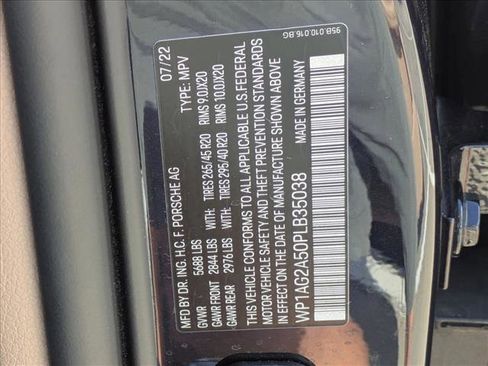 95B.010.016.BG
MFD BY DR. ING. H.C. F. PORSCHE AG 07/22
GVWR 5688 LBS TYPE: MPV
GAWR FRONT 2844 LBS WITH: TIRES 265/45 R20 RIMS 9.0JX20
GAWR REAR 2976 LBS WITH: TIRES 295/40 R20 RIMS 10.0JX20
THIS VEHICLE CONFORMS TO ALL APPLICABLE U.S. FEDERAL
MOTOR VEHICLE SAFETY AND THEFT PREVENTION STANDARDS
IN EFFECT ON THE DATE OF MANUFACTURE SHOWN ABOVE
WP1AG2A50PLB35038 MADE IN GERMANY